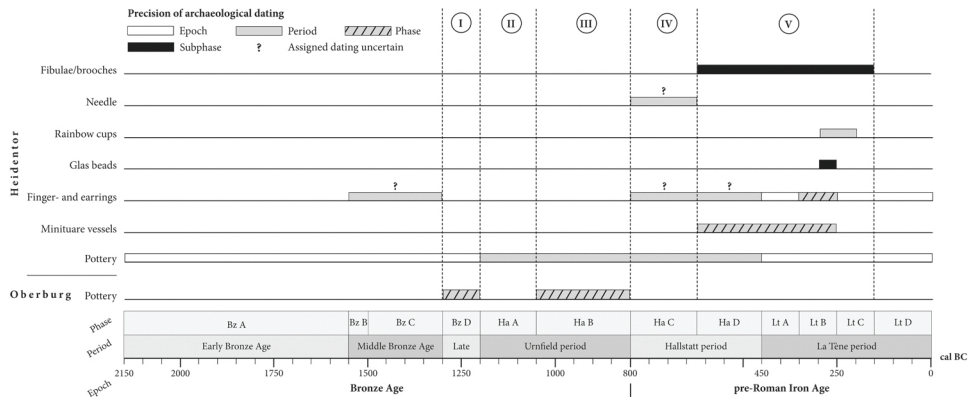 Precision of archaeological dating
Epoch Period Phase
Subphase ? Assigned dating uncertain
I II III IV V
Heidentor
Fibulae/brooches
Needle ?
Rainbow cups
Glas beads
Finger- and earrings ? ? ?
Minituare vessels
Pottery
Oberburg Pottery
Phase Bz A Bz B Bz C Bz D Ha A Ha B Ha C Ha D Lt A Lt B Lt C Lt D
Period Early Bronze Age Middle Bronze Age Late Urnfield period Hallstatt period La Tène period
cal BC
2150 2000 1750 1500 1250 1000 800 450 250 0
Epoch Bronze Age pre-Roman Iron Age